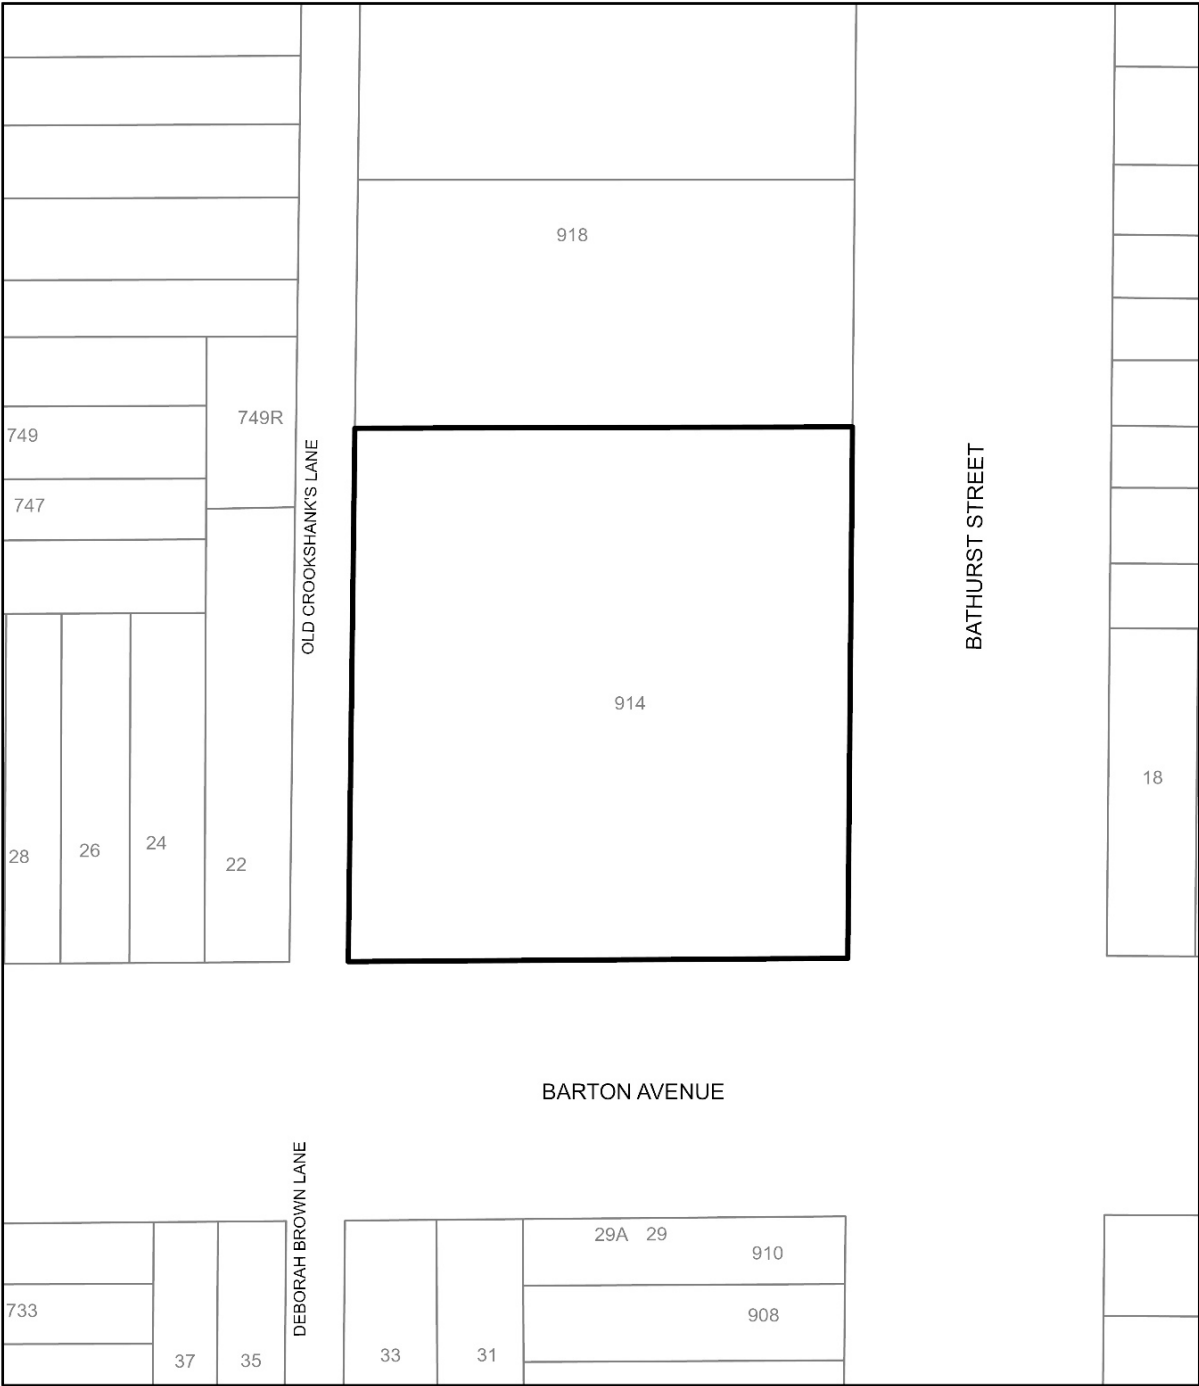 918
749R
749
OLD CROOKSHANK'S LANE
BATHURST STREET
747
914
18
24
26
28
22
BARTON AVENUE
DEBORAH BROWN LANE
29A 29
910
733
908
33
31
37
35